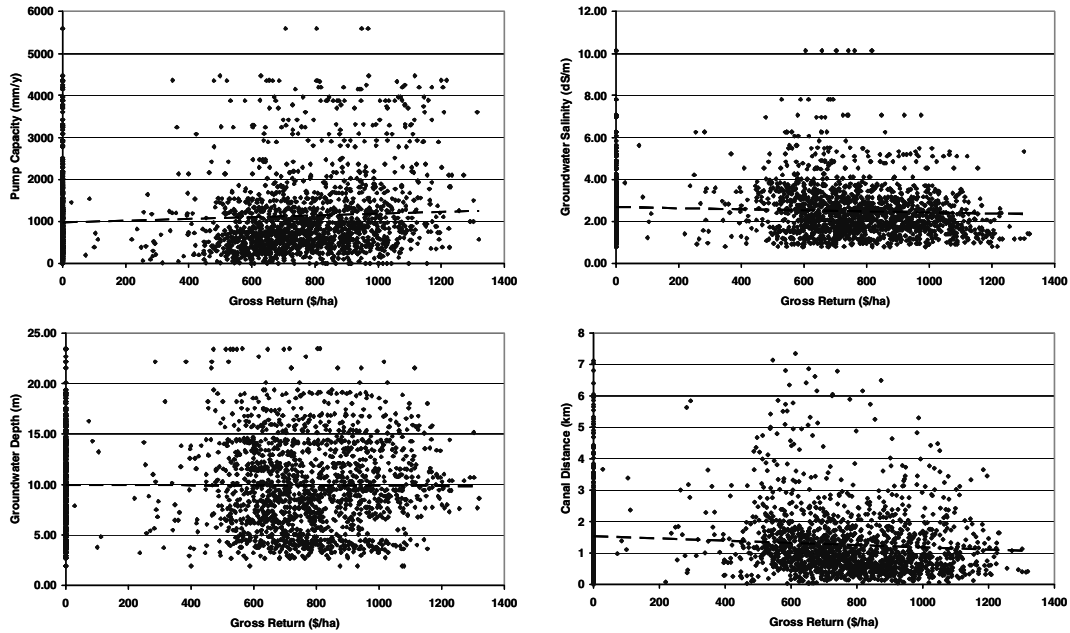 6000
5000
4000
3000
2000
1000
0
Pump Capacity (mm/y)
0 200 400 600 800 1000 1200 1400
Gross Return ($/ha)
12.00
10.00
8.00
6.00
4.00
2.00
0.00
Groundwater Salinity (dS/m)
0 200 400 600 800 1000 1200 1400
Gross Return ($/ha)
25.00
20.00
15.00
10.00
5.00
0.00
Groundwater Depth (m)
0 200 400 600 800 1000 1200 1400
Gross Return ($/ha)
8
7
6
5
4
3
2
1
0
Canal Distance (km)
0 200 400 600 800 1000 1200 1400
Gross Return ($/ha)